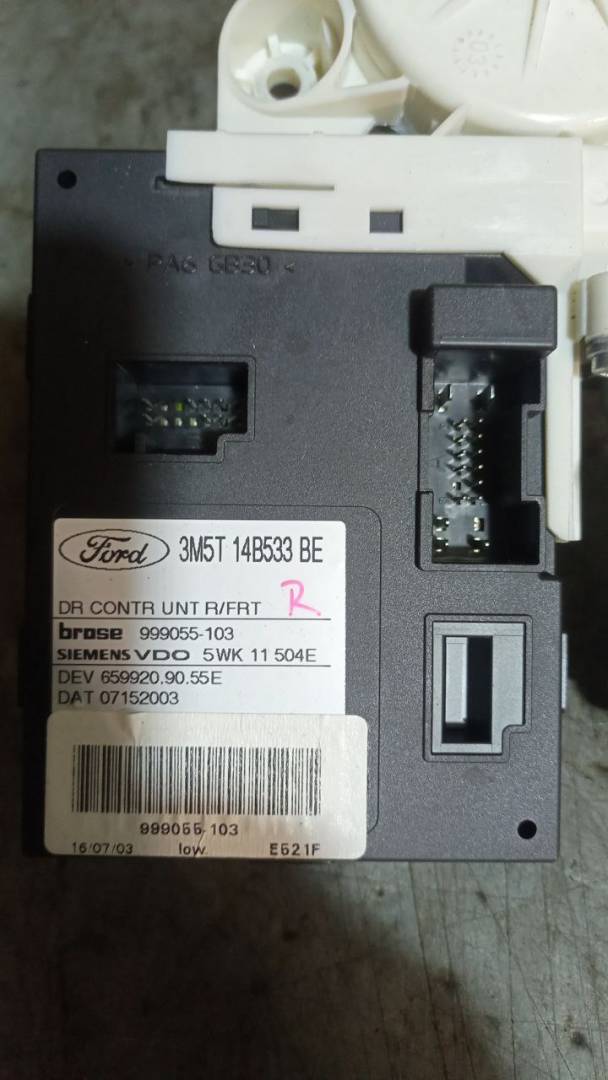 03
> PA6 GB30 <
Ford 3M5T 14B533 BE
DR CONTR UNT R/FRT R
brose 999055-103
SIEMENS VDO 5WK 11 504E
DEV 659920.90.55E
DAT 07152003
999055-103
16/07/03 low E521F